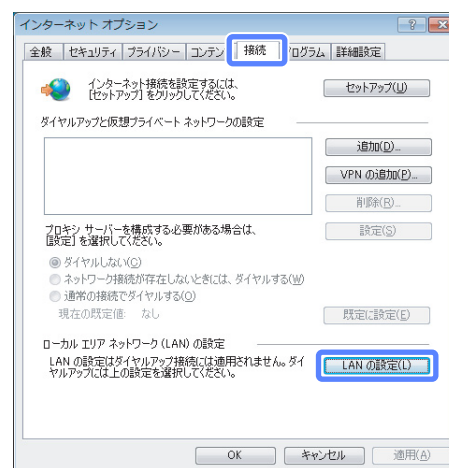 インターネット オプション
全般 セキュリティ プライバシー コンテン 接続 プログラム 詳細設定
インターネット接続を設定するには、
[セットアップ] をクリックしてください。
セットアップ(U)
ダイヤルアップと仮想プライベート ネットワークの設定
追加(D)...
VPN の追加(P)...
削除(R)...
プロキシ サーバーを構成する必要がある場合は、
[設定] を選択してください。
設定(S)
ダイヤルしない(C)
ネットワーク接続が存在しないときには、ダイヤルする(W)
通常の接続でダイヤルする(O)
現在の既定値: なし
既定に設定(E)
ローカル エリア ネットワーク (LAN) の設定
LAN の設定はダイヤルアップ接続には適用されません。ダイ
ヤルアップには上の設定を選択してください。
LAN の設定(L)
OK キャンセル 適用(A)